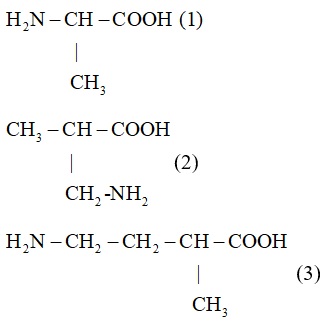 H₂N – CH – COOH (1)
|
CH₃
CH₃ – CH – COOH
| (2)
CH₂-NH₂
H₂N – CH₂ – CH₂ – CH – COOH
| (3)
CH₃